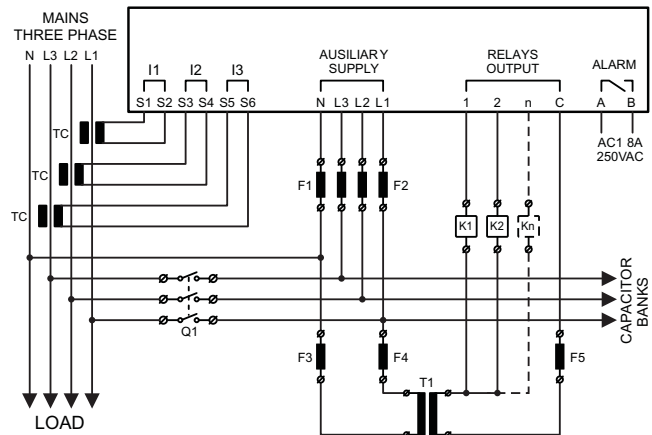 MAINS
THREE PHASE
N L3 L2 L1
I1 I2 I3
S1 S2 S3 S4 S5 S6
AUSILIARY
SUPPLY
N L3 L2 L1
RELAYS
OUTPUT
1 2 n C
ALARM
A B
AC1 8A
250VAC
TC
TC
TC
F1 F2
K1 K2 Kn
Q1
CAPACITOR
BANKS
F3 F4 F5
T1
LOAD